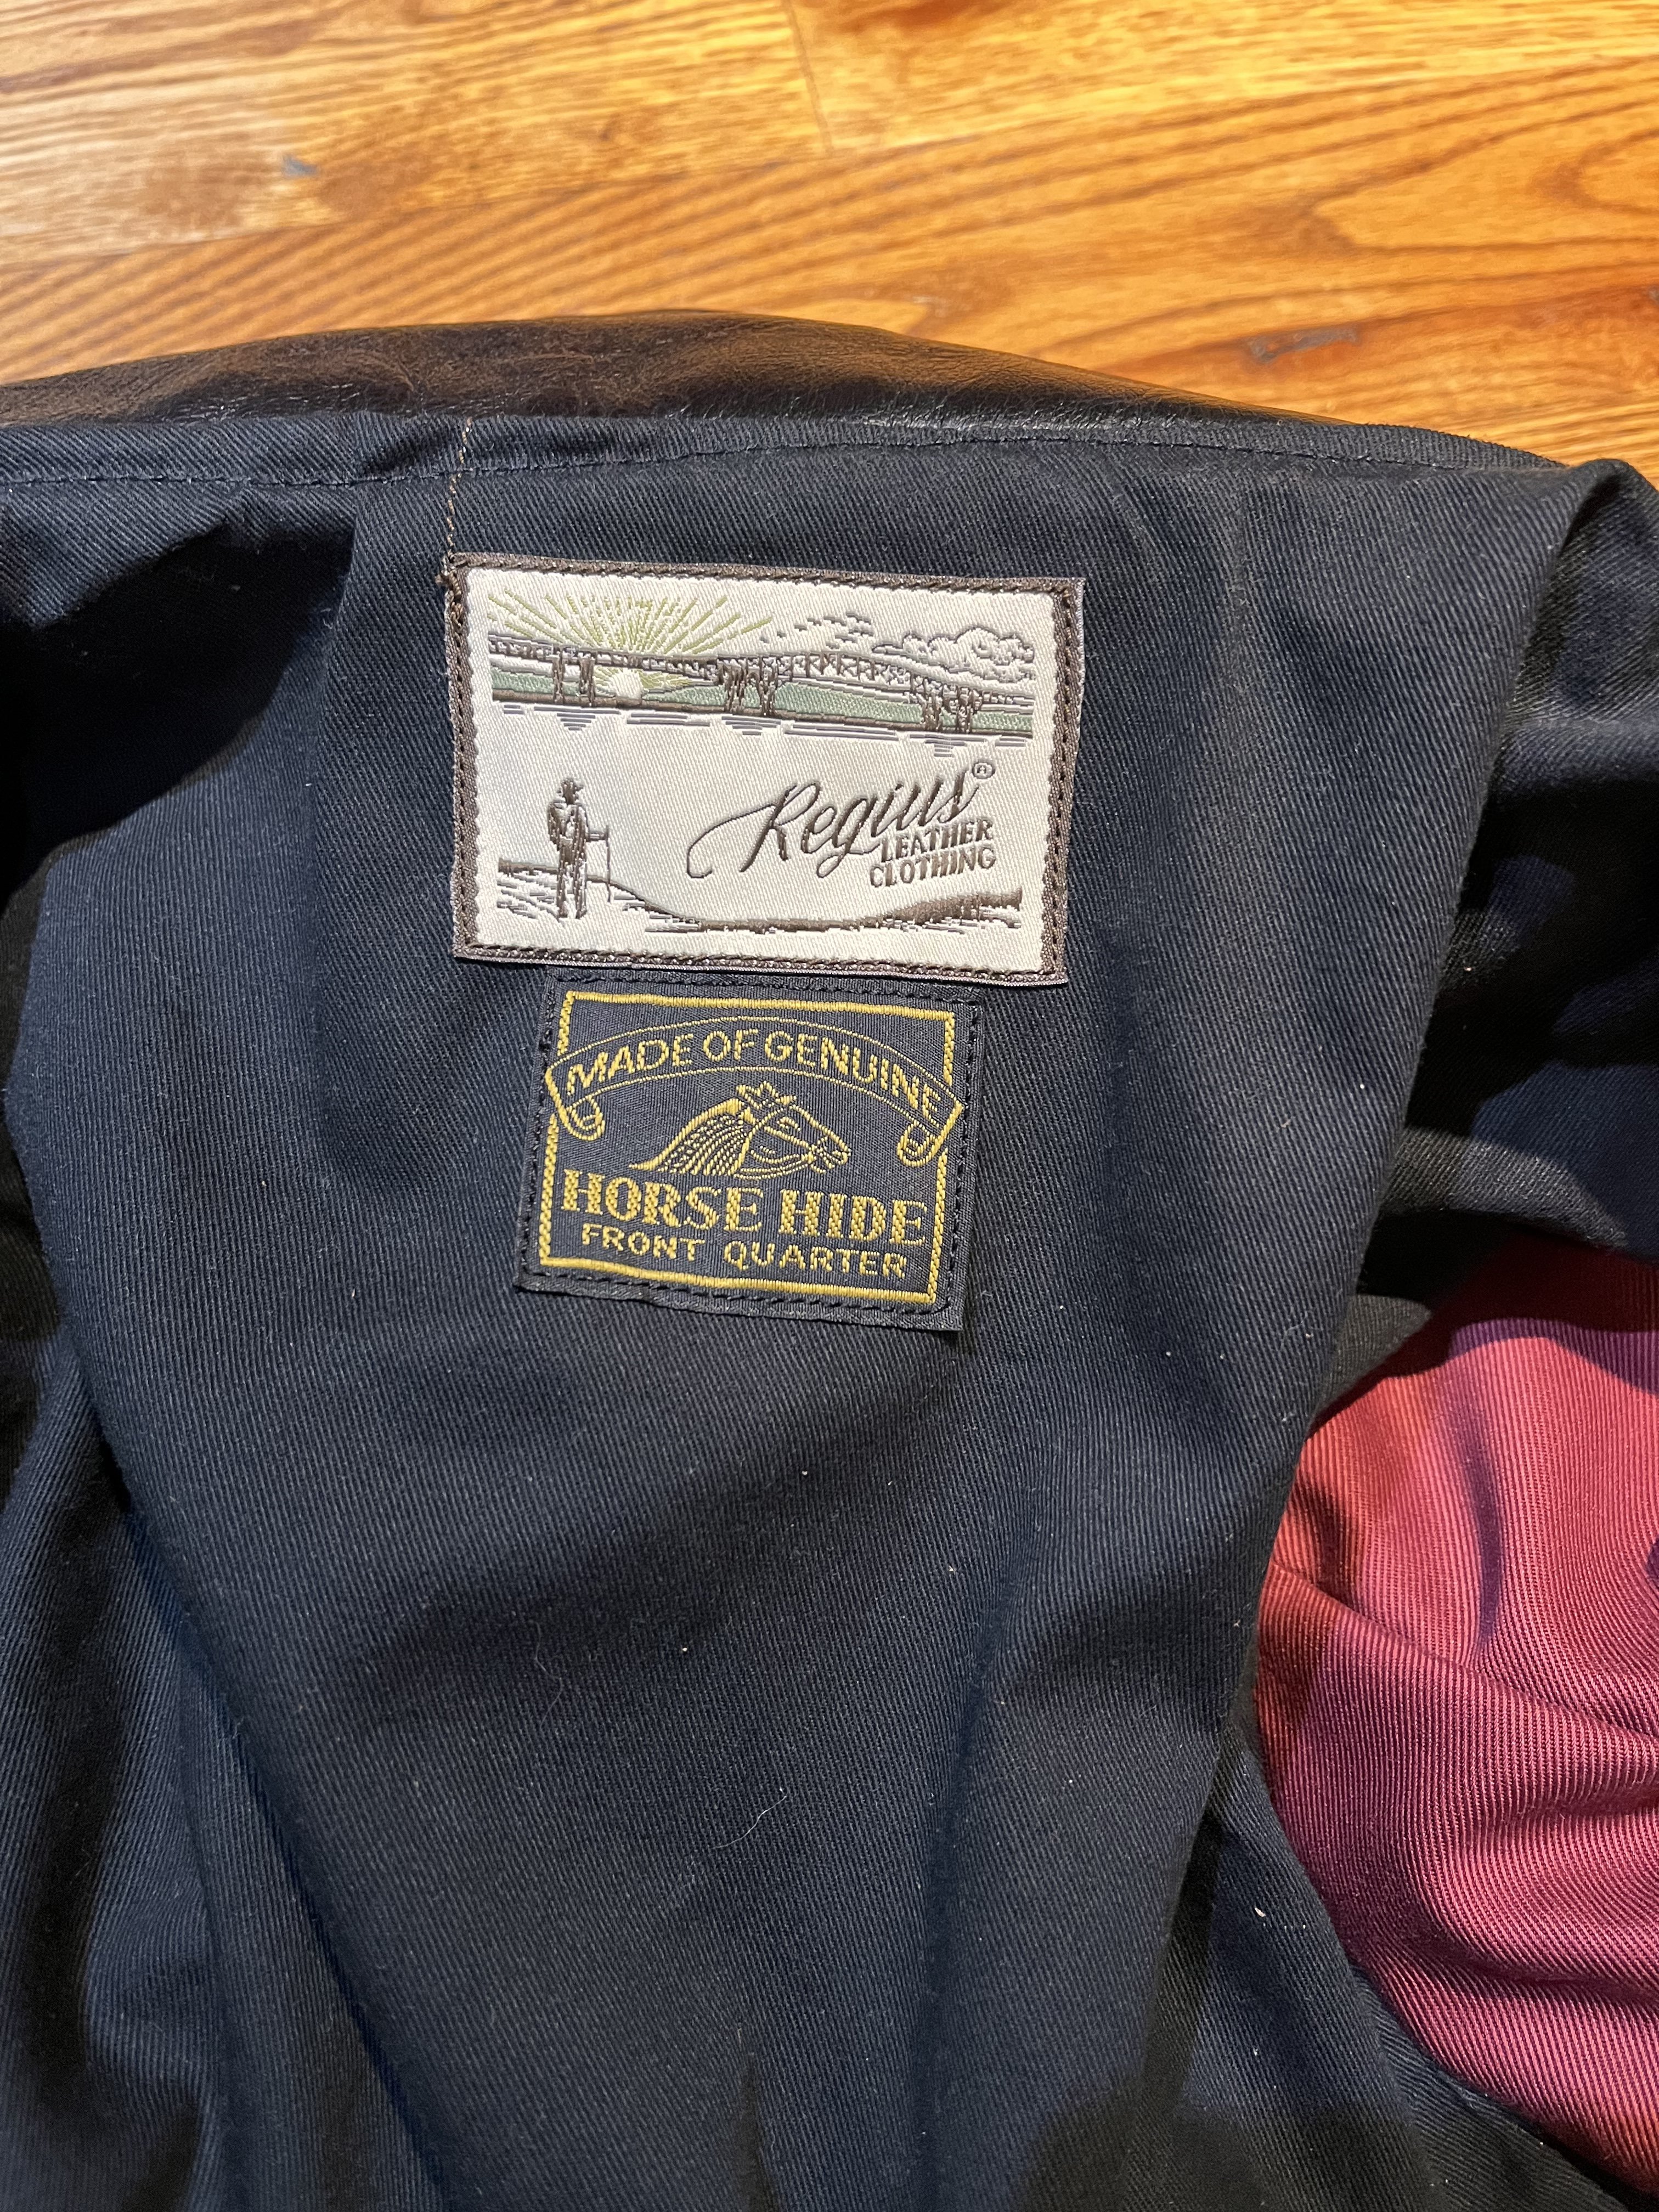 Regius®
LEATHER
CLOTHING
MADE OF GENUINE
HORSE HIDE
FRONT QUARTER